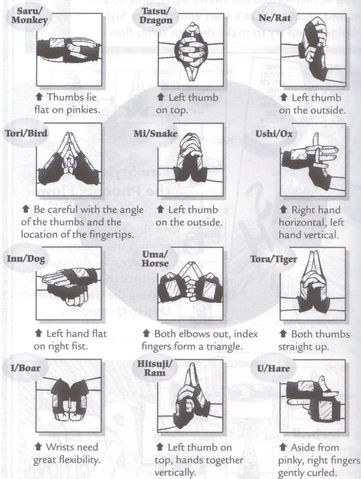 Saru/
Monkey
Tatsu/
Dragon
Ne/Rat
⬆ Thumbs lie
flat on pinkies.
⬆ Left thumb
on top.
⬆ Left thumb
on the outside.
Tori/Bird
Mi/Snake
Ushi/Ox
⬆ Be careful with the angle
of the thumbs and the
location of the fingertips.
⬆ Left thumb
on the outside.
⬆ Right hand
horizontal, left
hand vertical.
Inu/Dog
Uma/
Horse
Tora/Tiger
⬆ Left hand flat
on right fist.
⬆ Both elbows out, index
fingers form a triangle.
⬆ Both thumbs
straight up.
I/Boar
Hitsuji/
Ram
U/Hare
⬆ Wrists need
great flexibility.
⬆ Left thumb on
top, hands together
vertically.
⬆ Aside from
pinky, right fingers
gently curled.